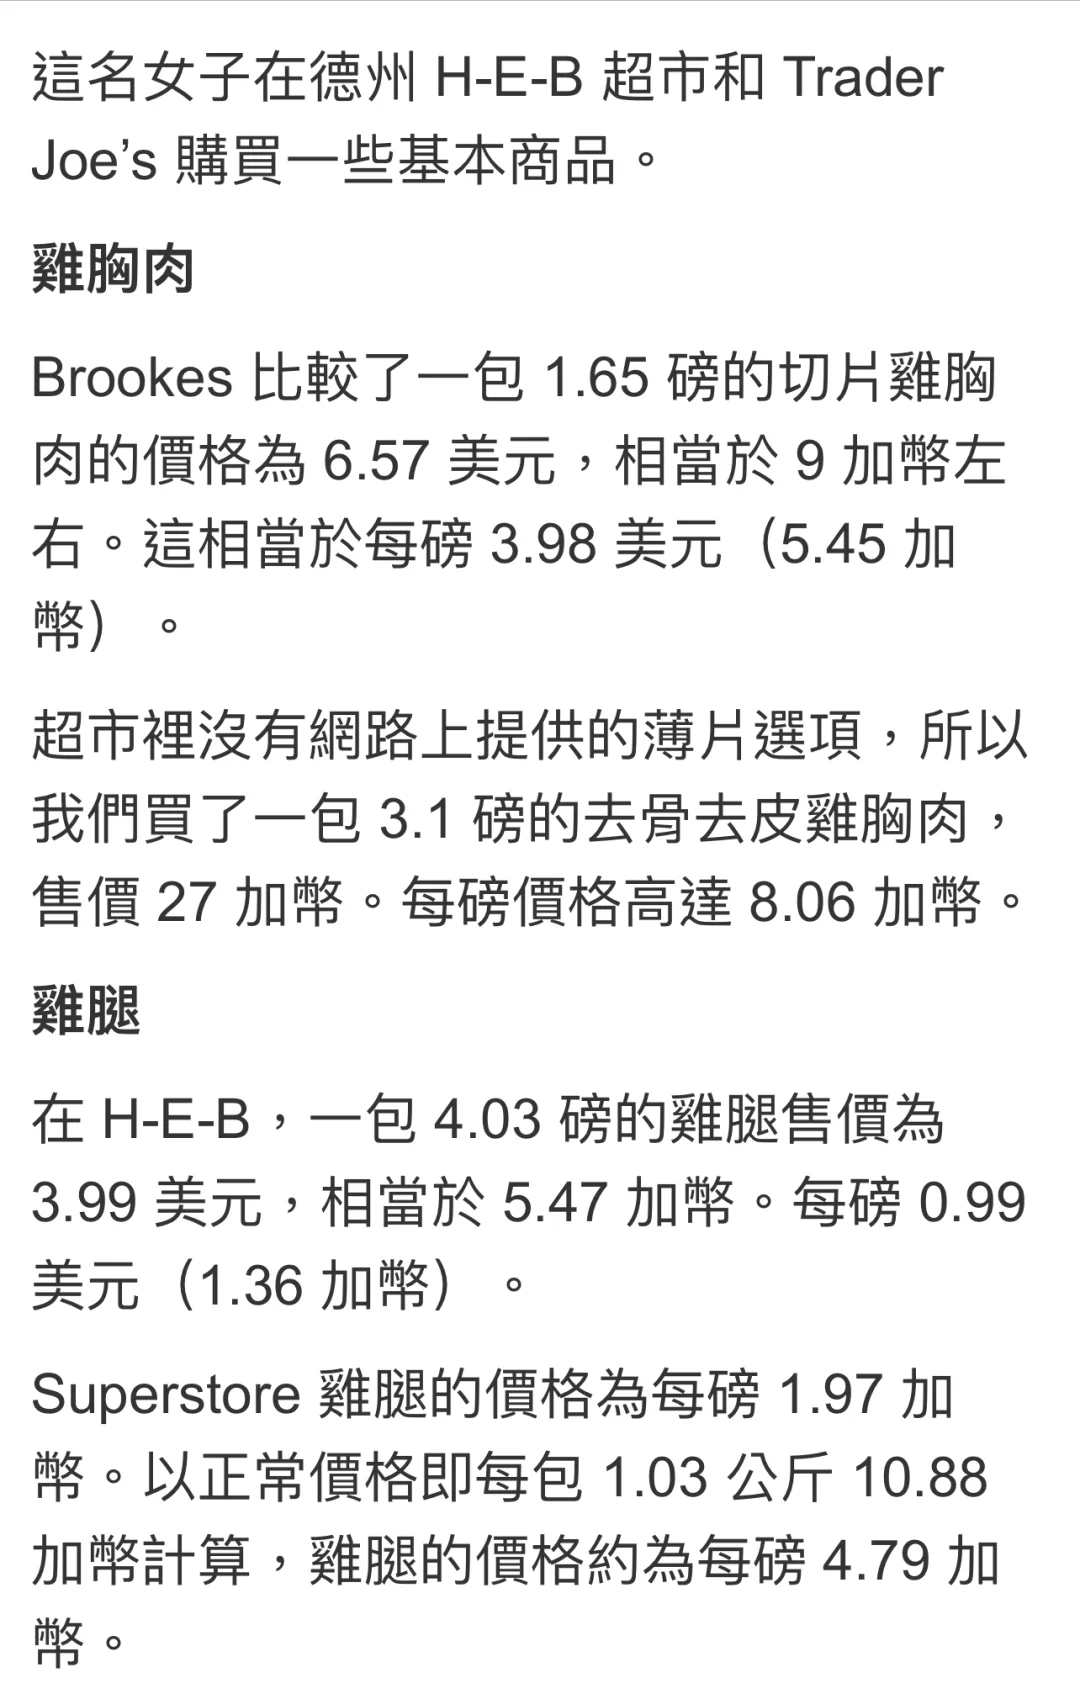 這名女子在德州 H-E-B 超市和 Trader
Joe’s 購買一些基本商品。
雞胸肉
Brookes 比較了一包 1.65 磅的切片雞胸
肉的價格為 6.57 美元，相當於 9 加幣左
右。這相當於每磅 3.98 美元（5.45 加
幣） 。
超市裡沒有網路上提供的薄片選項，所以
我們買了一包 3.1 磅的去骨去皮雞胸肉，
售價 27 加幣。每磅價格高達 8.06 加幣。
雞腿
在 H-E-B，一包 4.03 磅的雞腿售價為
3.99 美元，相當於 5.47 加幣。每磅 0.99
美元（1.36 加幣） 。
Superstore 雞腿的價格為每磅 1.97 加
幣。以正常價格即每包 1.03 公斤 10.88
加幣計算，雞腿的價格約為每磅 4.79 加
幣。